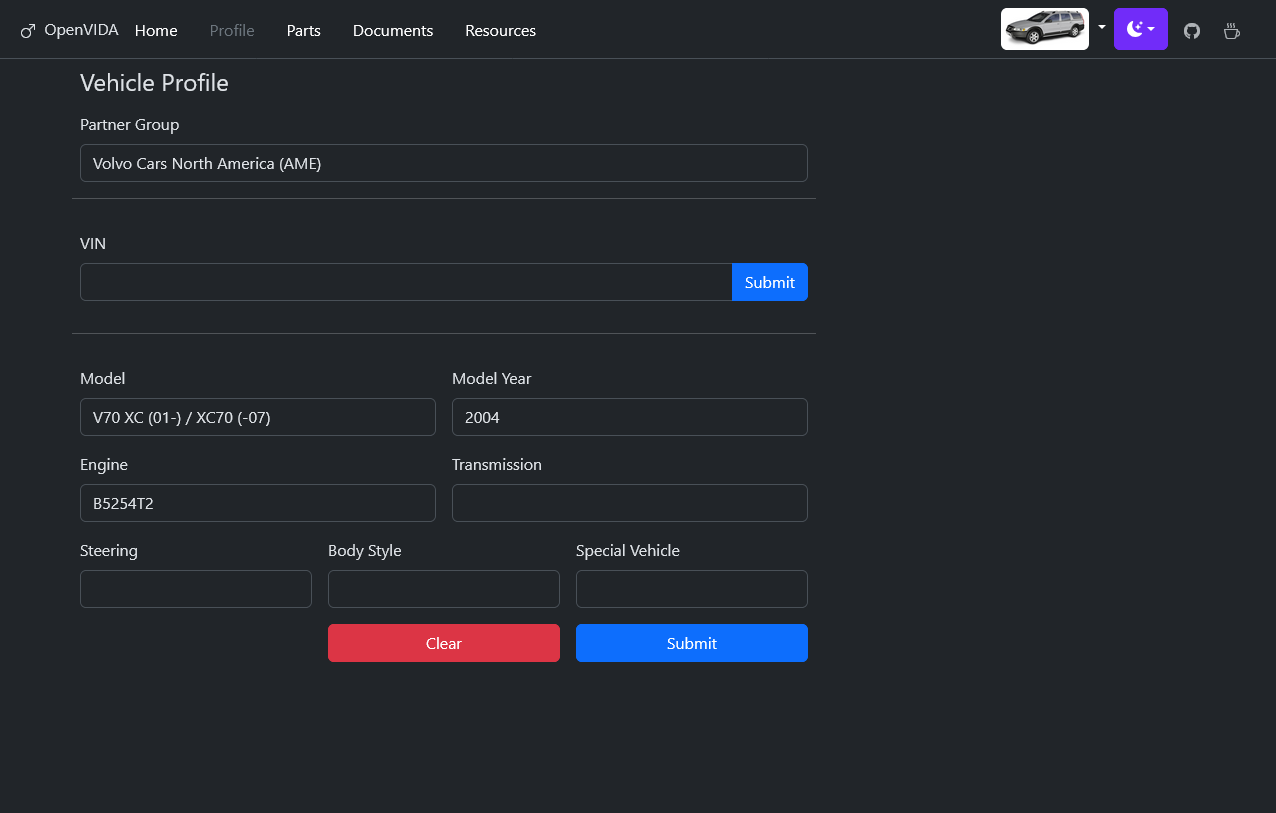 OpenVIDA Home Profile Parts Documents Resources
Vehicle Profile
Partner Group
Volvo Cars North America (AME)
VIN
Submit
Model Model Year
V70 XC (01-) / XC70 (-07) 2004
Engine Transmission
B5254T2
Steering Body Style Special Vehicle
Clear Submit